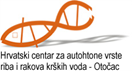 Hrvatski centar za autohtone vrste
riba i rakova krških voda - Otočac